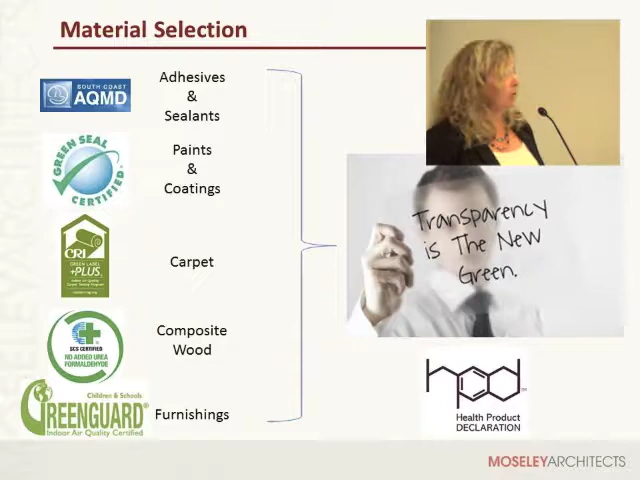 Material Selection
SOUTH COAST
AQMD
Adhesives
&
Sealants
GREEN SEAL
CERTIFIED
Paints
&
Coatings
CRI
GREEN LABEL
+PLUS
Carpet
SCS CERTIFIED
NO ADDED UREA
FORMALDEHYDE
Composite
Wood
Children & Schools
GREENGUARD®
Indoor Air Quality Certified
Furnishings
Transparency
is The New
Green.
hpd
Health Product
DECLARATION
MOSELEYARCHITECTS